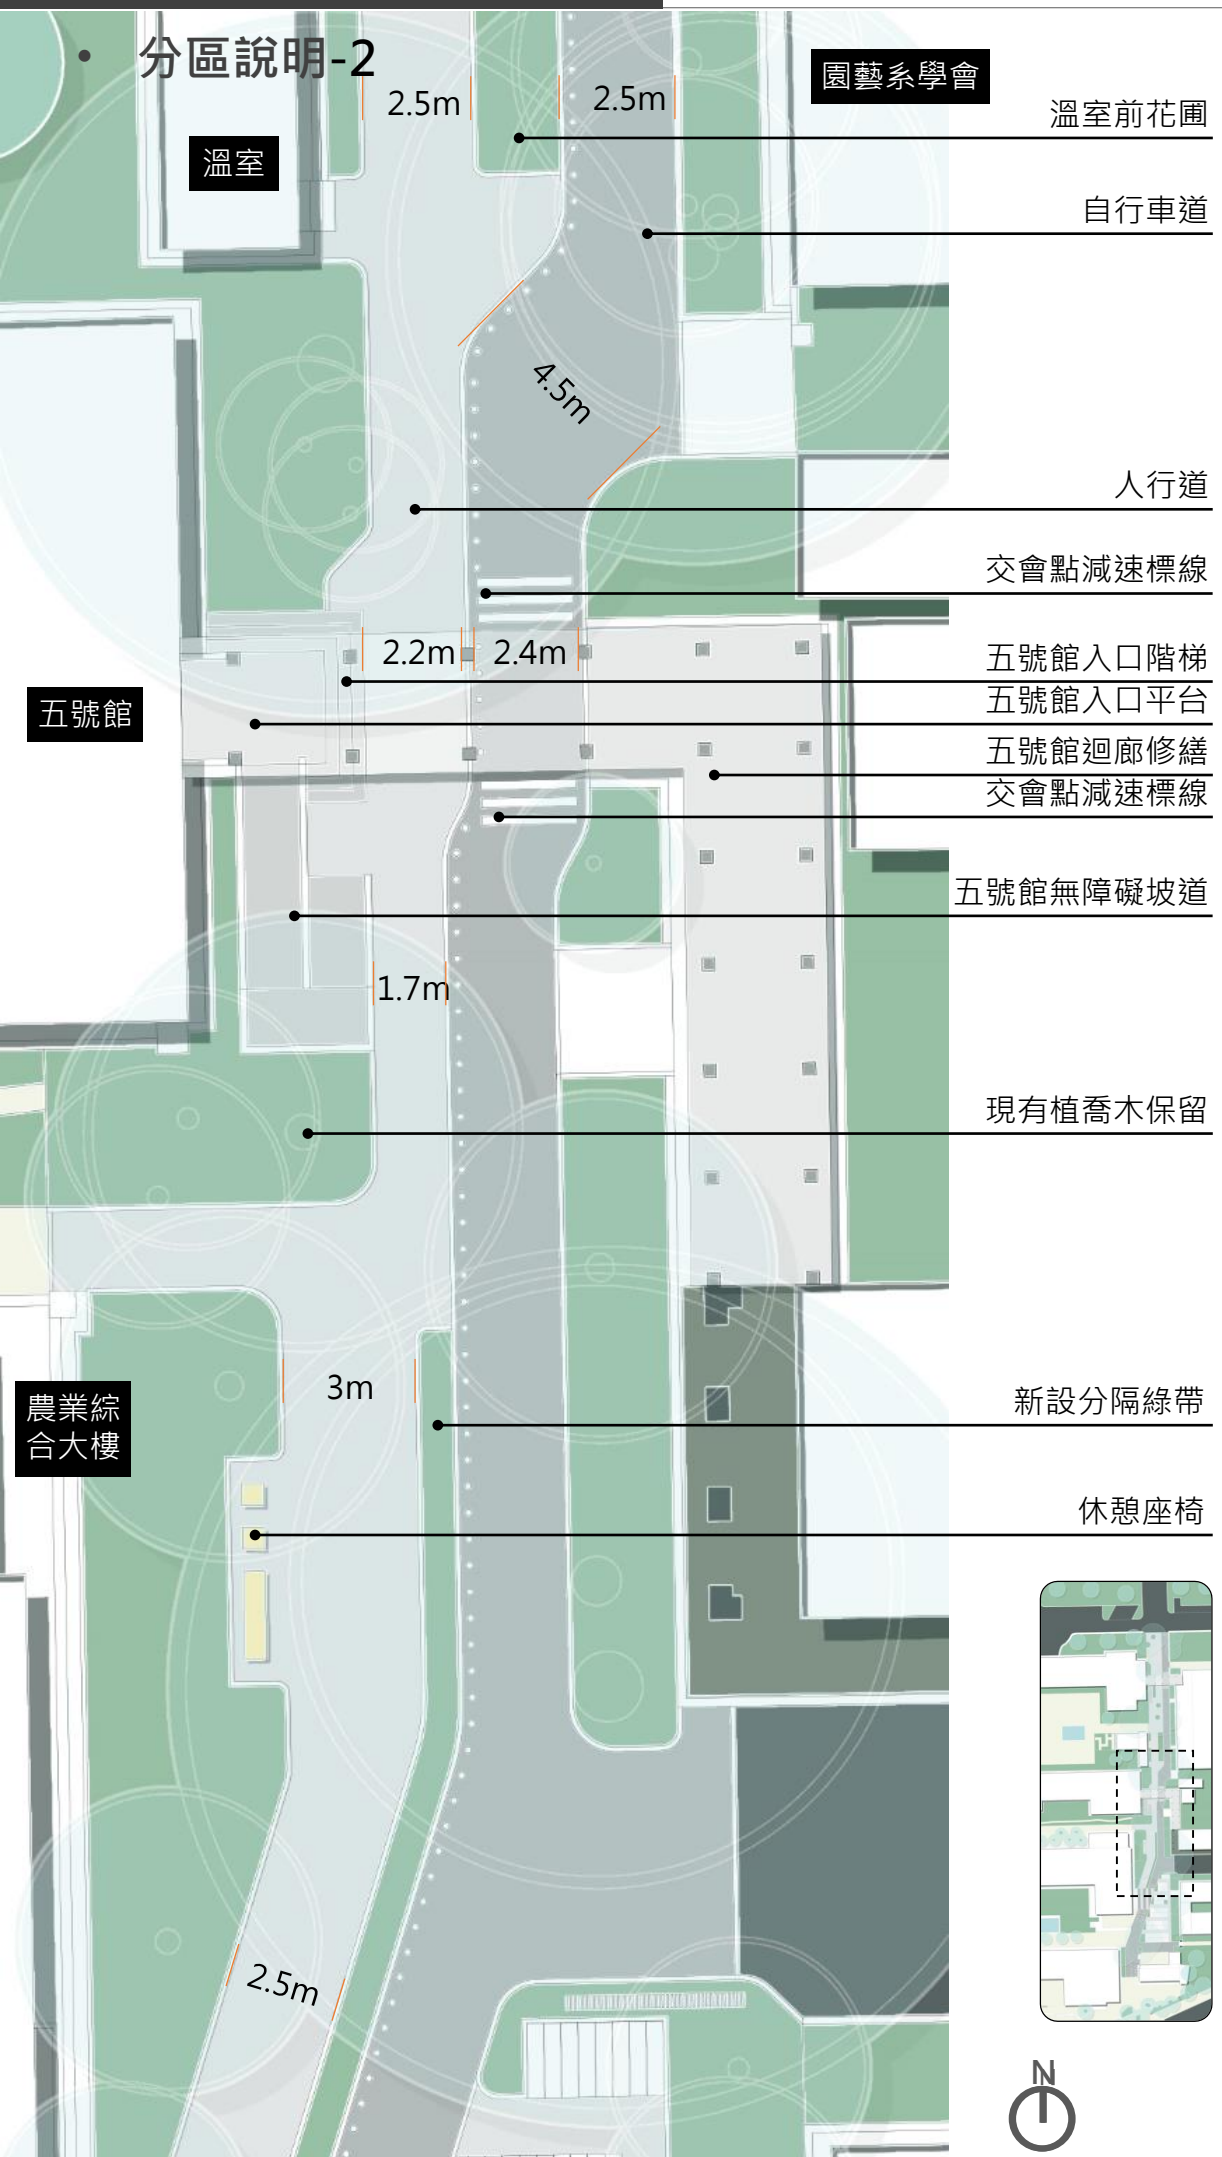 • 分區說明-2
園藝系學會
2.5m
2.5m
溫室前花圃
溫室
自行車道
4.5m
人行道
交會點減速標線
2.2m
2.4m
五號館入口階梯
五號館
五號館入口平台
五號館迴廊修繕
交會點減速標線
五號館無障礙坡道
1.7m
現有植喬木保留
3m
農業綜
合大樓
新設分隔綠帶
休憩座椅
2.5m
N